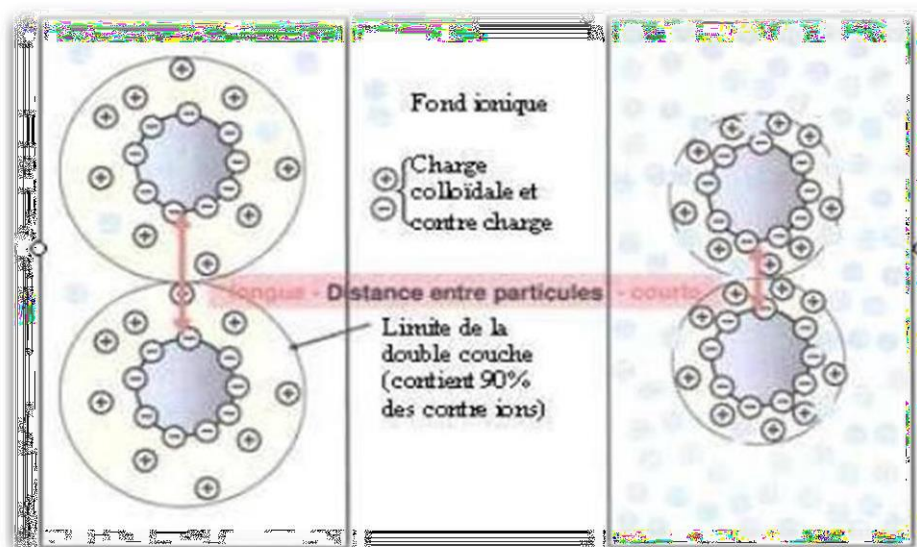 Fond ionique
Charge
colloïdale et
contre charge
longue - Distance entre particules - courte
Limite de la
double couche
(contient 90%
des contre ions)